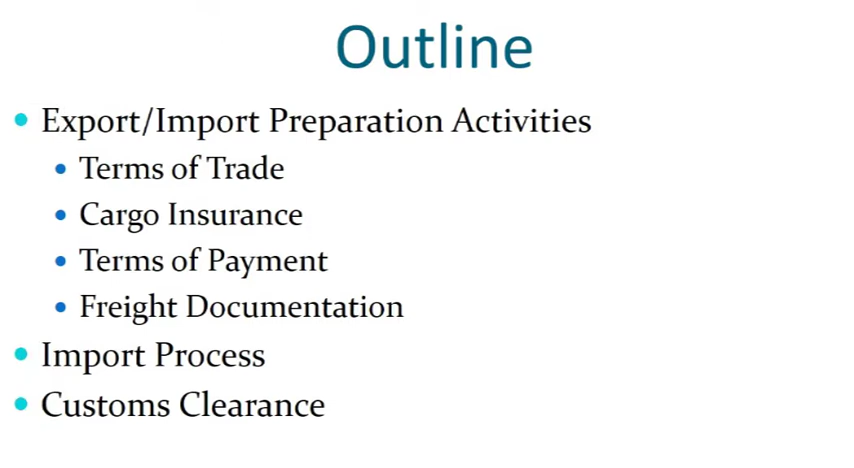 Outline
Export/Import Preparation Activities
Terms of Trade
Cargo Insurance
Terms of Payment
Freight Documentation
Import Process
Customs Clearance